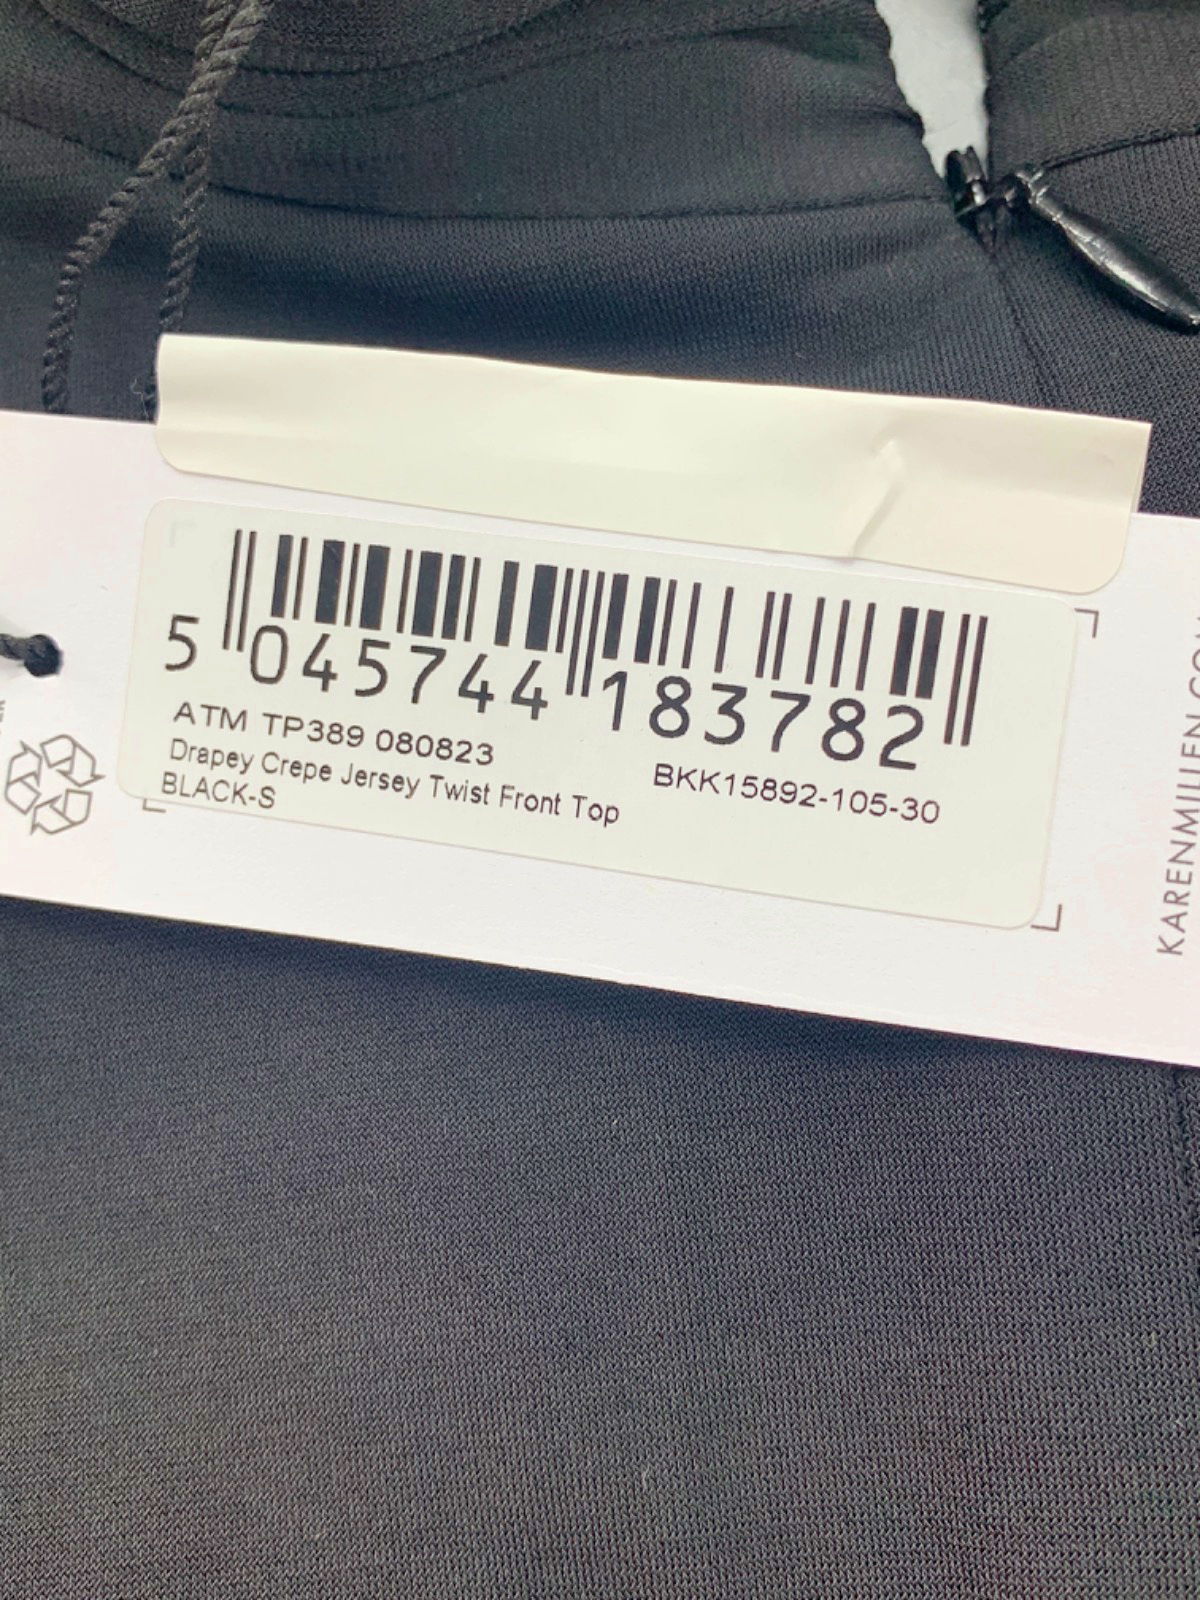 5 045744 183782
ATM TP389 080823
Drapey Crepe Jersey Twist Front Top
BLACK-S
BKK15892-105-30
KARENMILLEN.COM